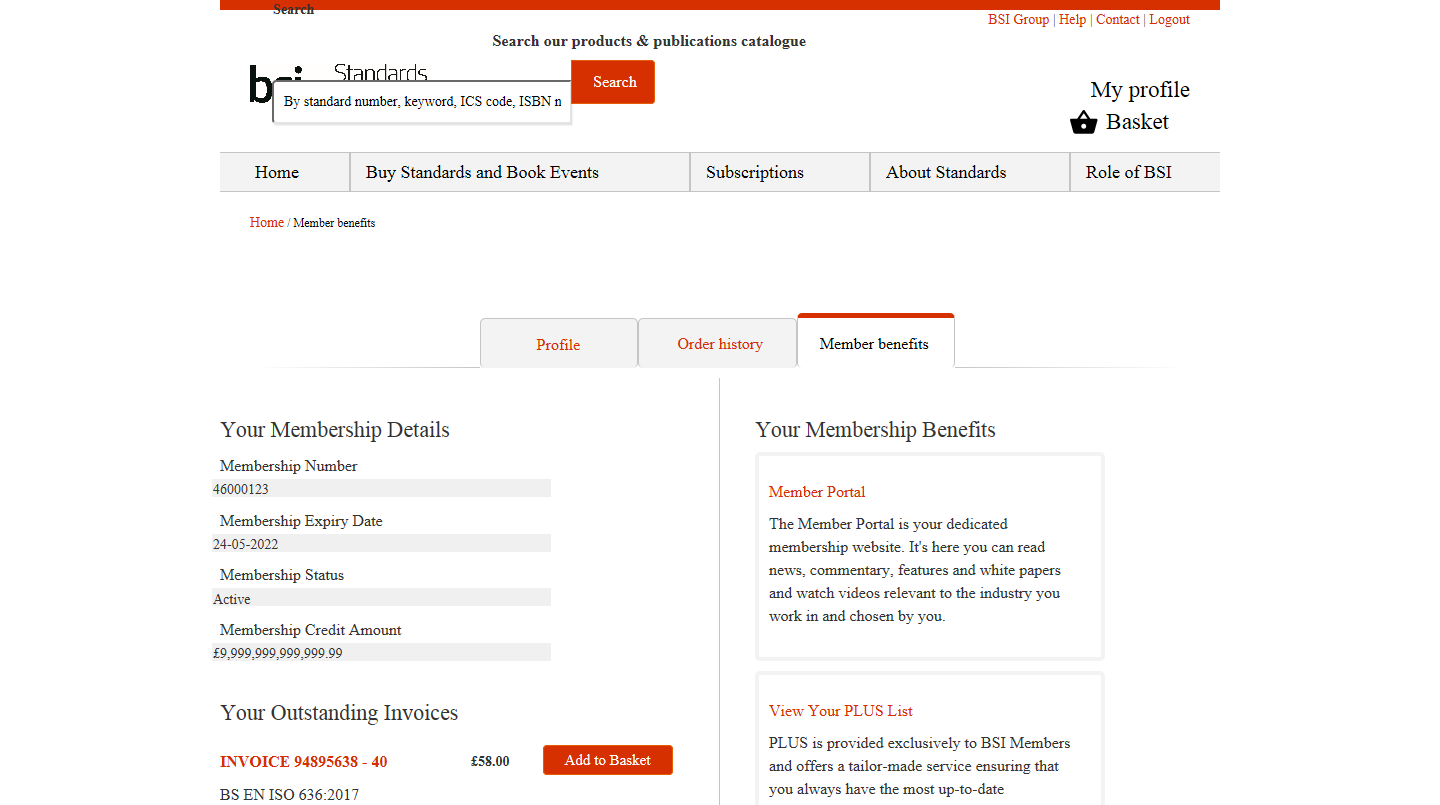 Search
BSI Group | Help | Contact | Logout
Search our products & publications catalogue
bsi Standards
By standard number, keyword, ICS code, ISBN n
Search
My profile
Basket
Home Buy Standards and Book Events Subscriptions About Standards Role of BSI
Home / Member benefits
Profile Order history Member benefits
Your Membership Details
Membership Number
46000123
Membership Expiry Date
24-05-2022
Membership Status
Active
Membership Credit Amount
£9,999,999,999,999.99
Your Outstanding Invoices
INVOICE 94895638 - 40 £58.00 Add to Basket
BS EN ISO 636:2017
Your Membership Benefits
Member Portal
The Member Portal is your dedicated
membership website. It's here you can read
news, commentary, features and white papers
and watch videos relevant to the industry you
work in and chosen by you.
View Your PLUS List
PLUS is provided exclusively to BSI Members
and offers a tailor-made service ensuring that
you always have the most up-to-date